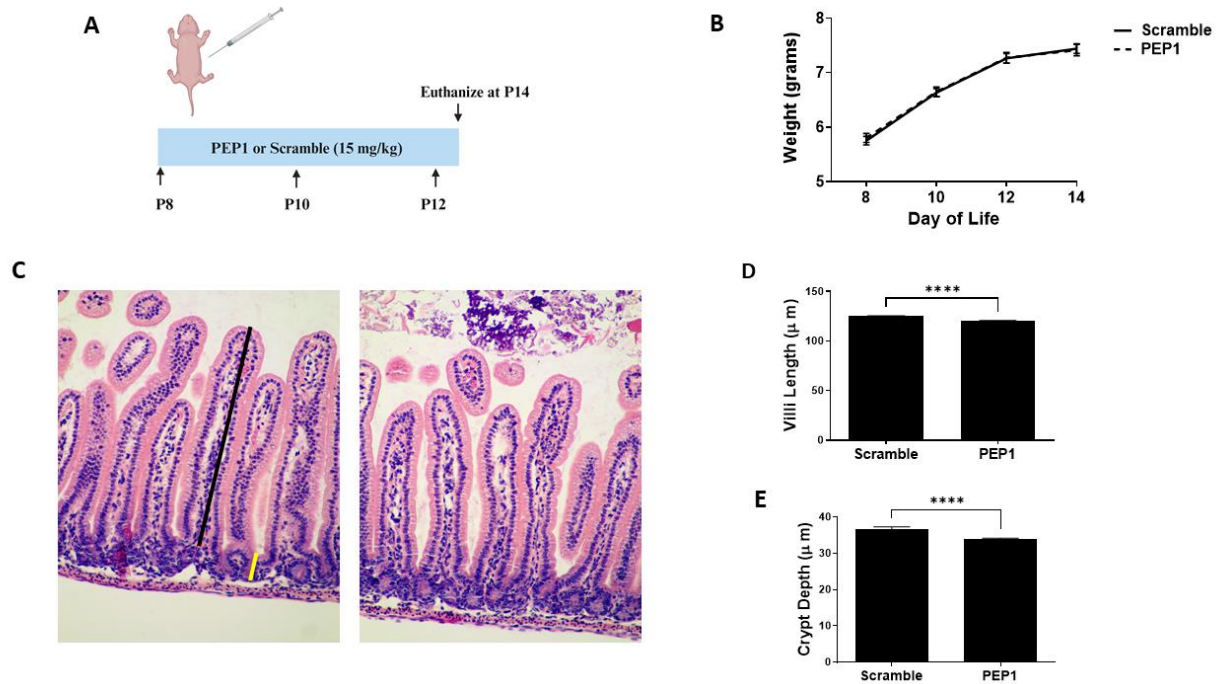 A
Euthanize at P14
PEP1 or Scramble (15 mg/kg)
P8
P10
P12
B
Weight (grams)
8
7
6
5
8
10
12
14
Day of Life
Scramble
PEP1
C
D
****
Villi Length (μ m)
150
100
50
0
Scramble
PEP1
E
****
Crypt Depth (μ m)
40
30
20
10
0
Scramble
PEP1